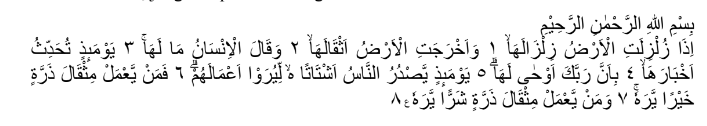 بِسْمِ اللهِ الرَّحْمٰنِ الرَّحِيْمِ
اِذَا زُلْزِلَتِ الْاَرْضُ زِلْزَالَهَاۙ ١ وَاَخْرَجَتِ الْاَرْضُ اَثْقَالَهَاۙ ٢ وَقَالَ الْاِنْسَانُ مَا لَهَاۚ ٣ يَوْمَىِٕذٍ تُحَدِّثُ
اَخْبَارَهَاۙ ٤ بِاَنَّ رَبَّكَ اَوْحٰى لَهَاۗ ٥ يَوْمَىِٕذٍ يَّصْدُرُ النَّاسُ اَشْتَاتًا ەۙ لِّيُرَوْا اَعْمَالَهُمْۗ ٦ فَمَنْ يَّعْمَلْ مِثْقَالَ ذَرَّةٍ
خَيْرًا يَّرَهٗۚ ٧ وَمَنْ يَّعْمَلْ مِثْقَالَ ذَرَّةٍ شَرًّا يَّرَهٗ ࣖ ٨